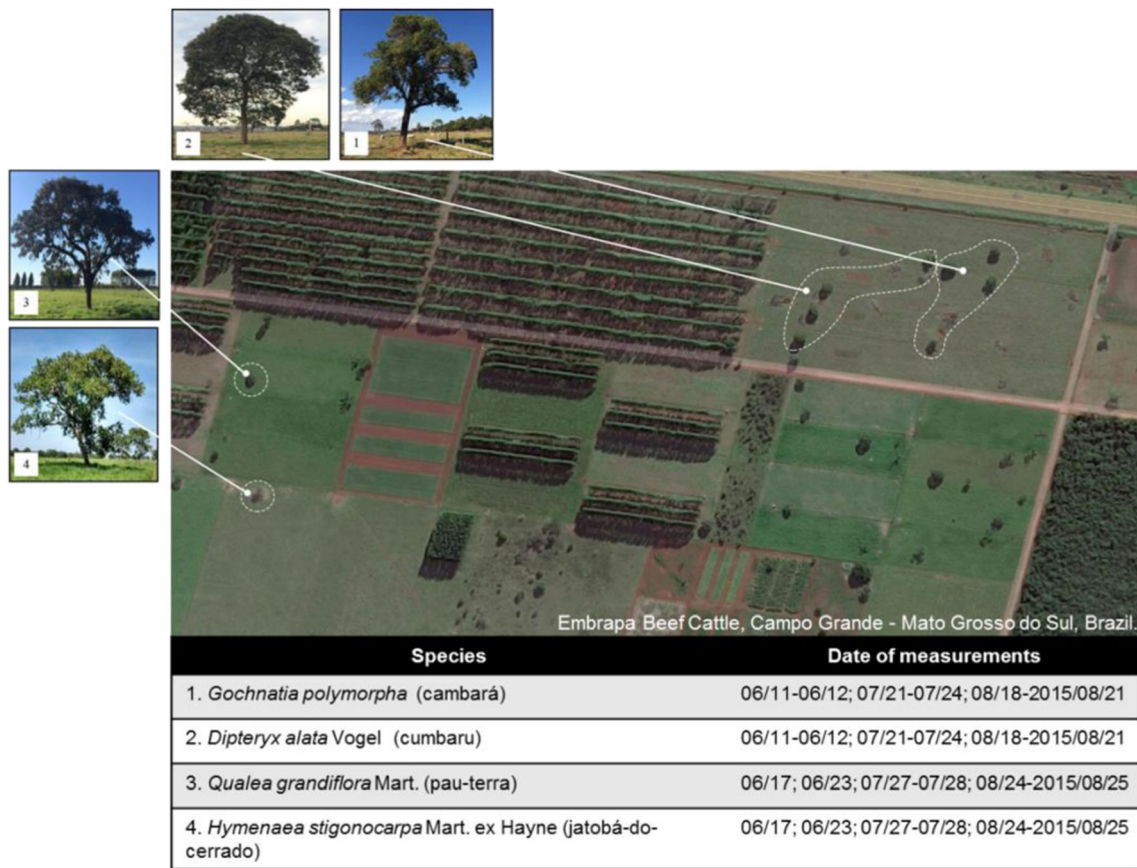 2
1
3
4
Embrapa Beef Cattle, Campo Grande - Mato Grosso do Sul, Brazil.
Species Date of measurements
1. Gochnatia polymorpha (cambará) 06/11-06/12; 07/21-07/24; 08/18-2015/08/21
2. Dipteryx alata Vogel (cumbaru) 06/11-06/12; 07/21-07/24; 08/18-2015/08/21
3. Qualea grandiflora Mart. (pau-terra) 06/17; 06/23; 07/27-07/28; 08/24-2015/08/25
4. Hymenaea stigonocarpa Mart. ex Hayne (jatobá-do- 06/17; 06/23; 07/27-07/28; 08/24-2015/08/25
cerrado)